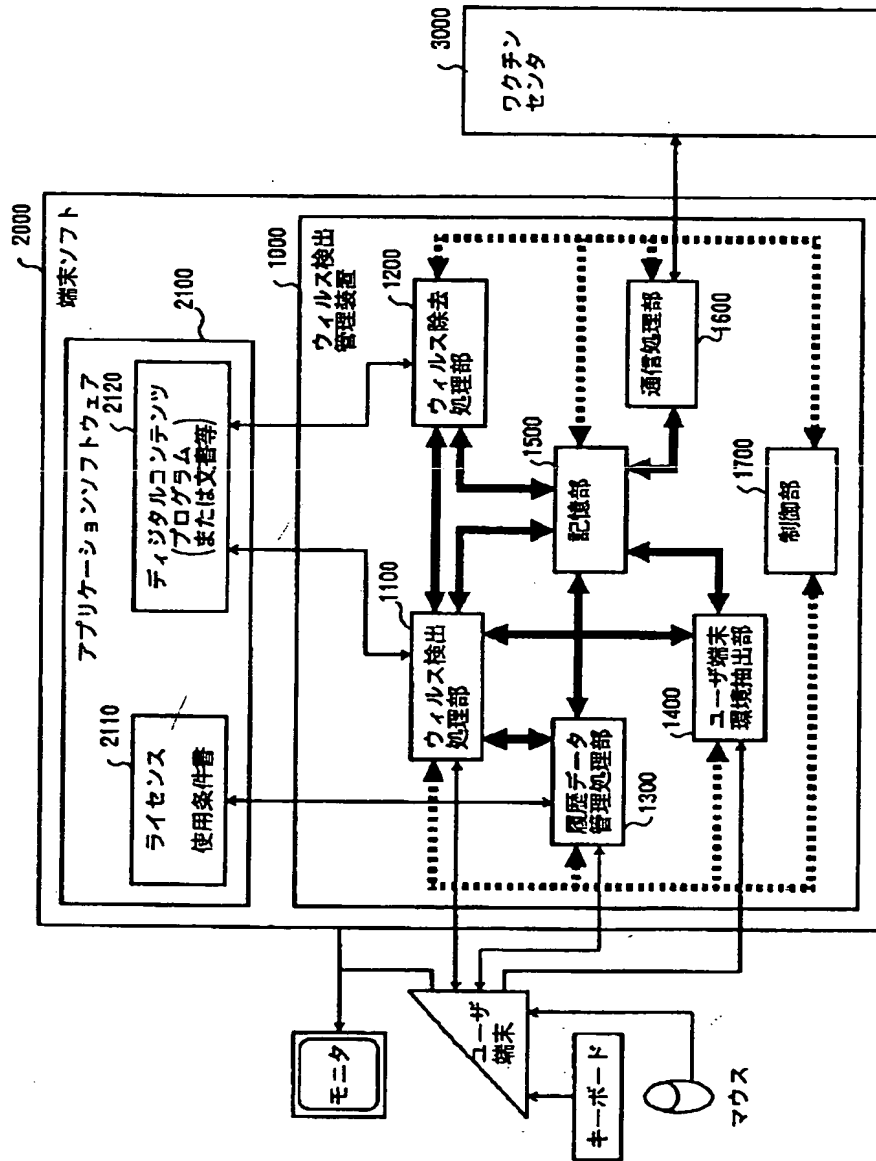 2000
端末ソフト
2100
アプリケーションソフトウェア
2110
ライセンス
使用条件書
2120
ディジタルコンテンツ
(プログラム
または文書等)
1000
ウィルス検出
管理装置
1100
ウィルス検出
処理部
1200
ウィルス除去
処理部
1300
履歴データ
管理処理部
1500
記憶部
1400
ユーザ端末
環境抽出部
1600
通信処理部
1700
制御部
3000
ワクチン
センタ
モニタ
ユーザ
端末
キーボード
マウス